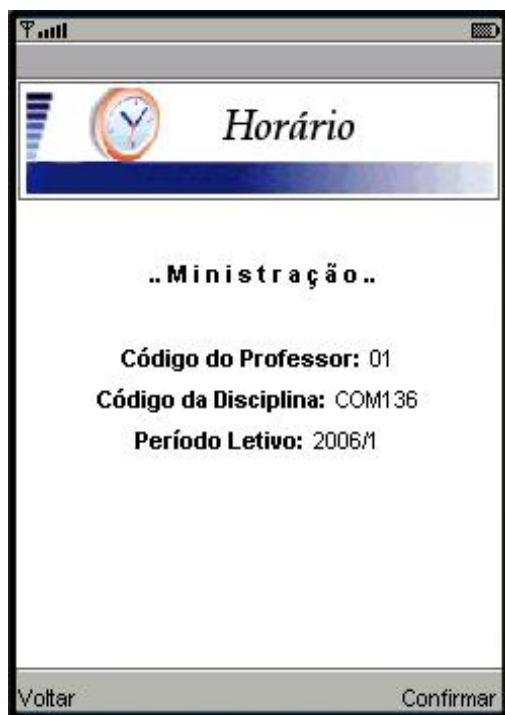 Horário
..Ministração..
Código do Professor: 01
Código da Disciplina: COM136
Período Letivo: 2006/1
Voltar Confirmar